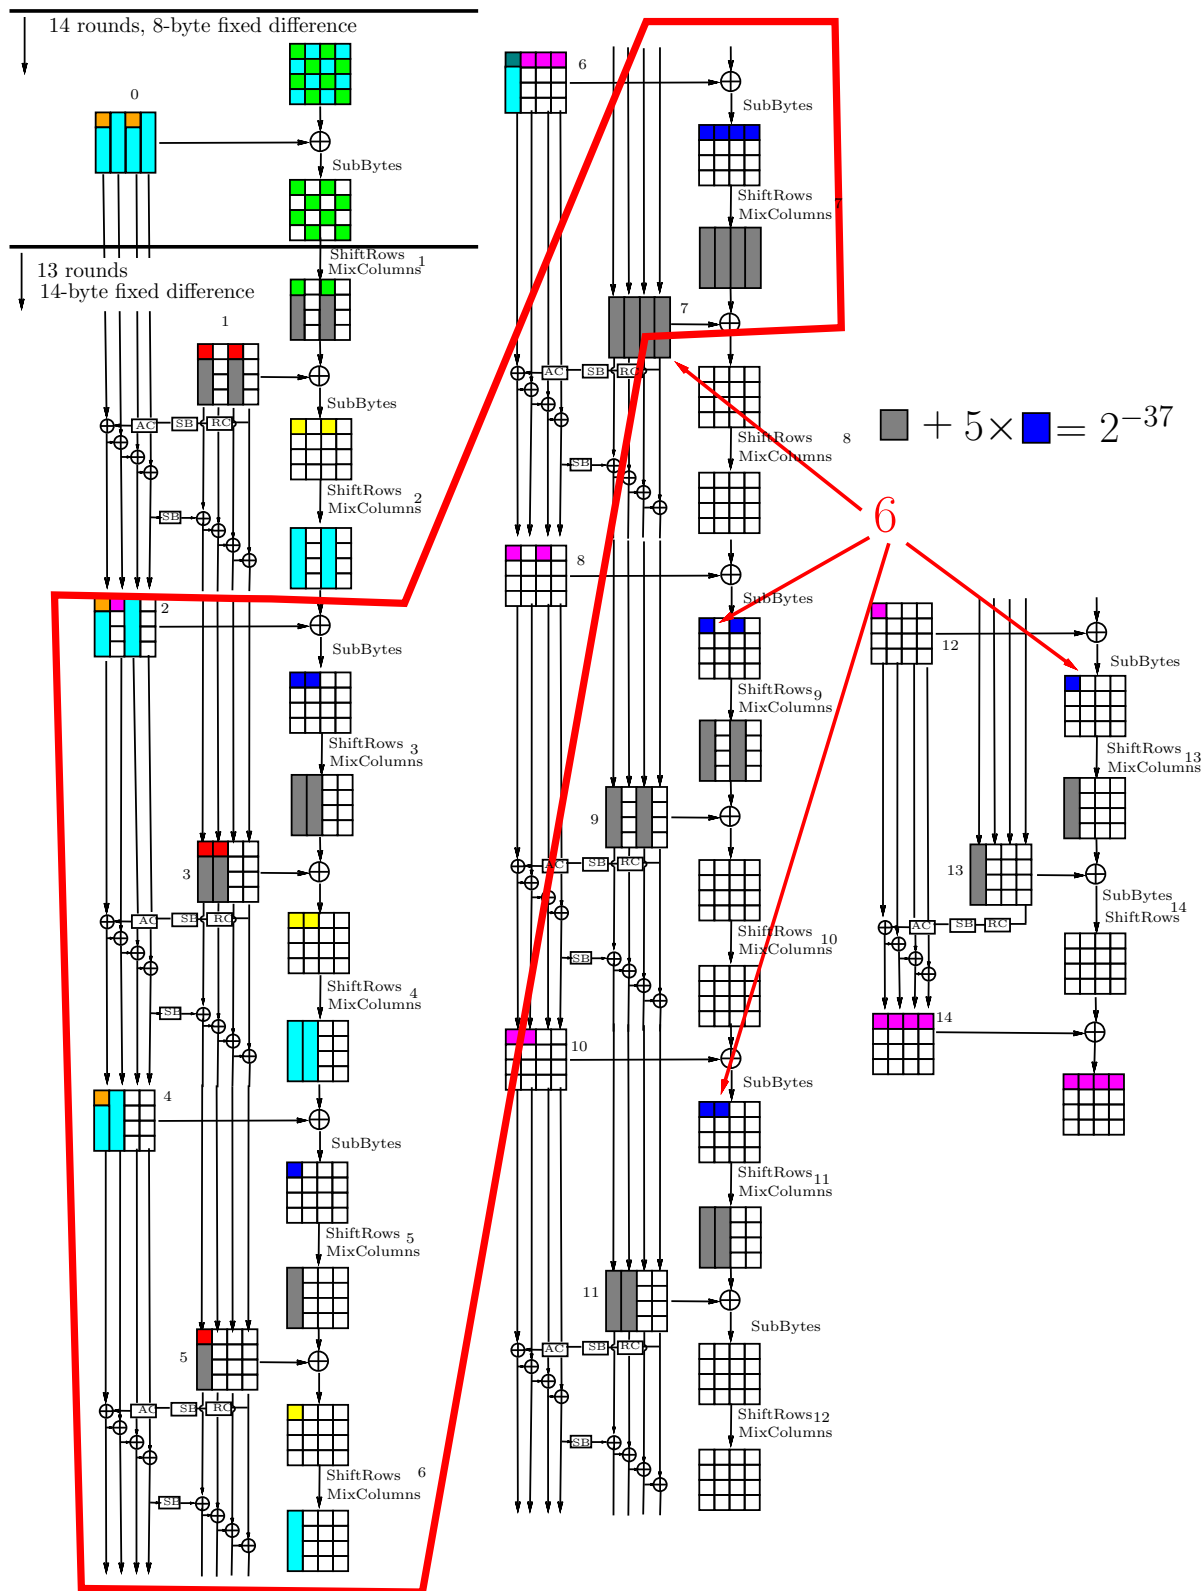 14 rounds, 8-byte fixed difference
0
SubBytes
ShiftRows
MixColumns 1
13 rounds
14-byte fixed difference
1
SubBytes
AC SB RC
ShiftRows
MixColumns 2
SB
2
SubBytes
ShiftRows 3
MixColumns
3
AC SB RC
ShiftRows 4
MixColumns
SB
4
SubBytes
ShiftRows 5
MixColumns
5
AC SB RC
ShiftRows 6
MixColumns
SB
6
SubBytes
ShiftRows 7
MixColumns
7
AC SB RC
ShiftRows 8
MixColumns
SB
8
SubBytes
ShiftRows 9
MixColumns
9
AC SB RC
ShiftRows 10
MixColumns
SB
10
SubBytes
ShiftRows 11
MixColumns
11
SubBytes
AC SB RC
ShiftRows 12
MixColumns
SB
+ 5× = 2^{-37}
6
12
SubBytes
ShiftRows 13
MixColumns
13
SubBytes
ShiftRows 14
AC SB RC
14